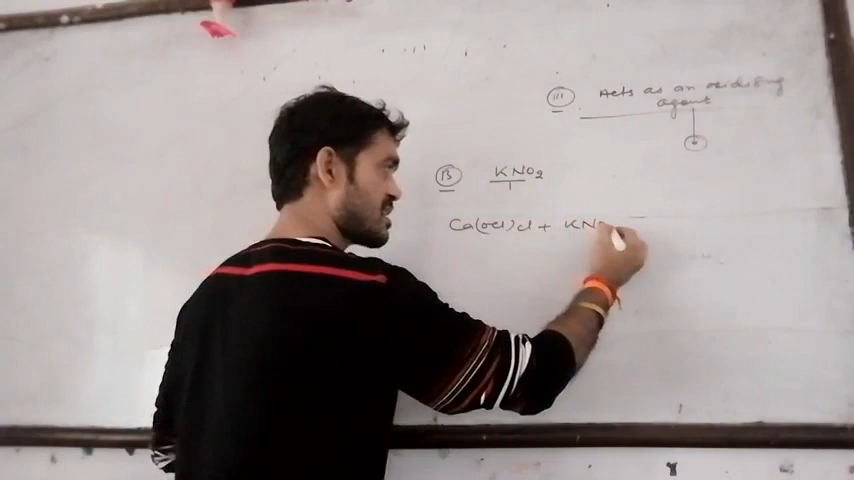 (III) Acts as an oxidising
agent
(B) KNO2
Ca(OCl)Cl + KN